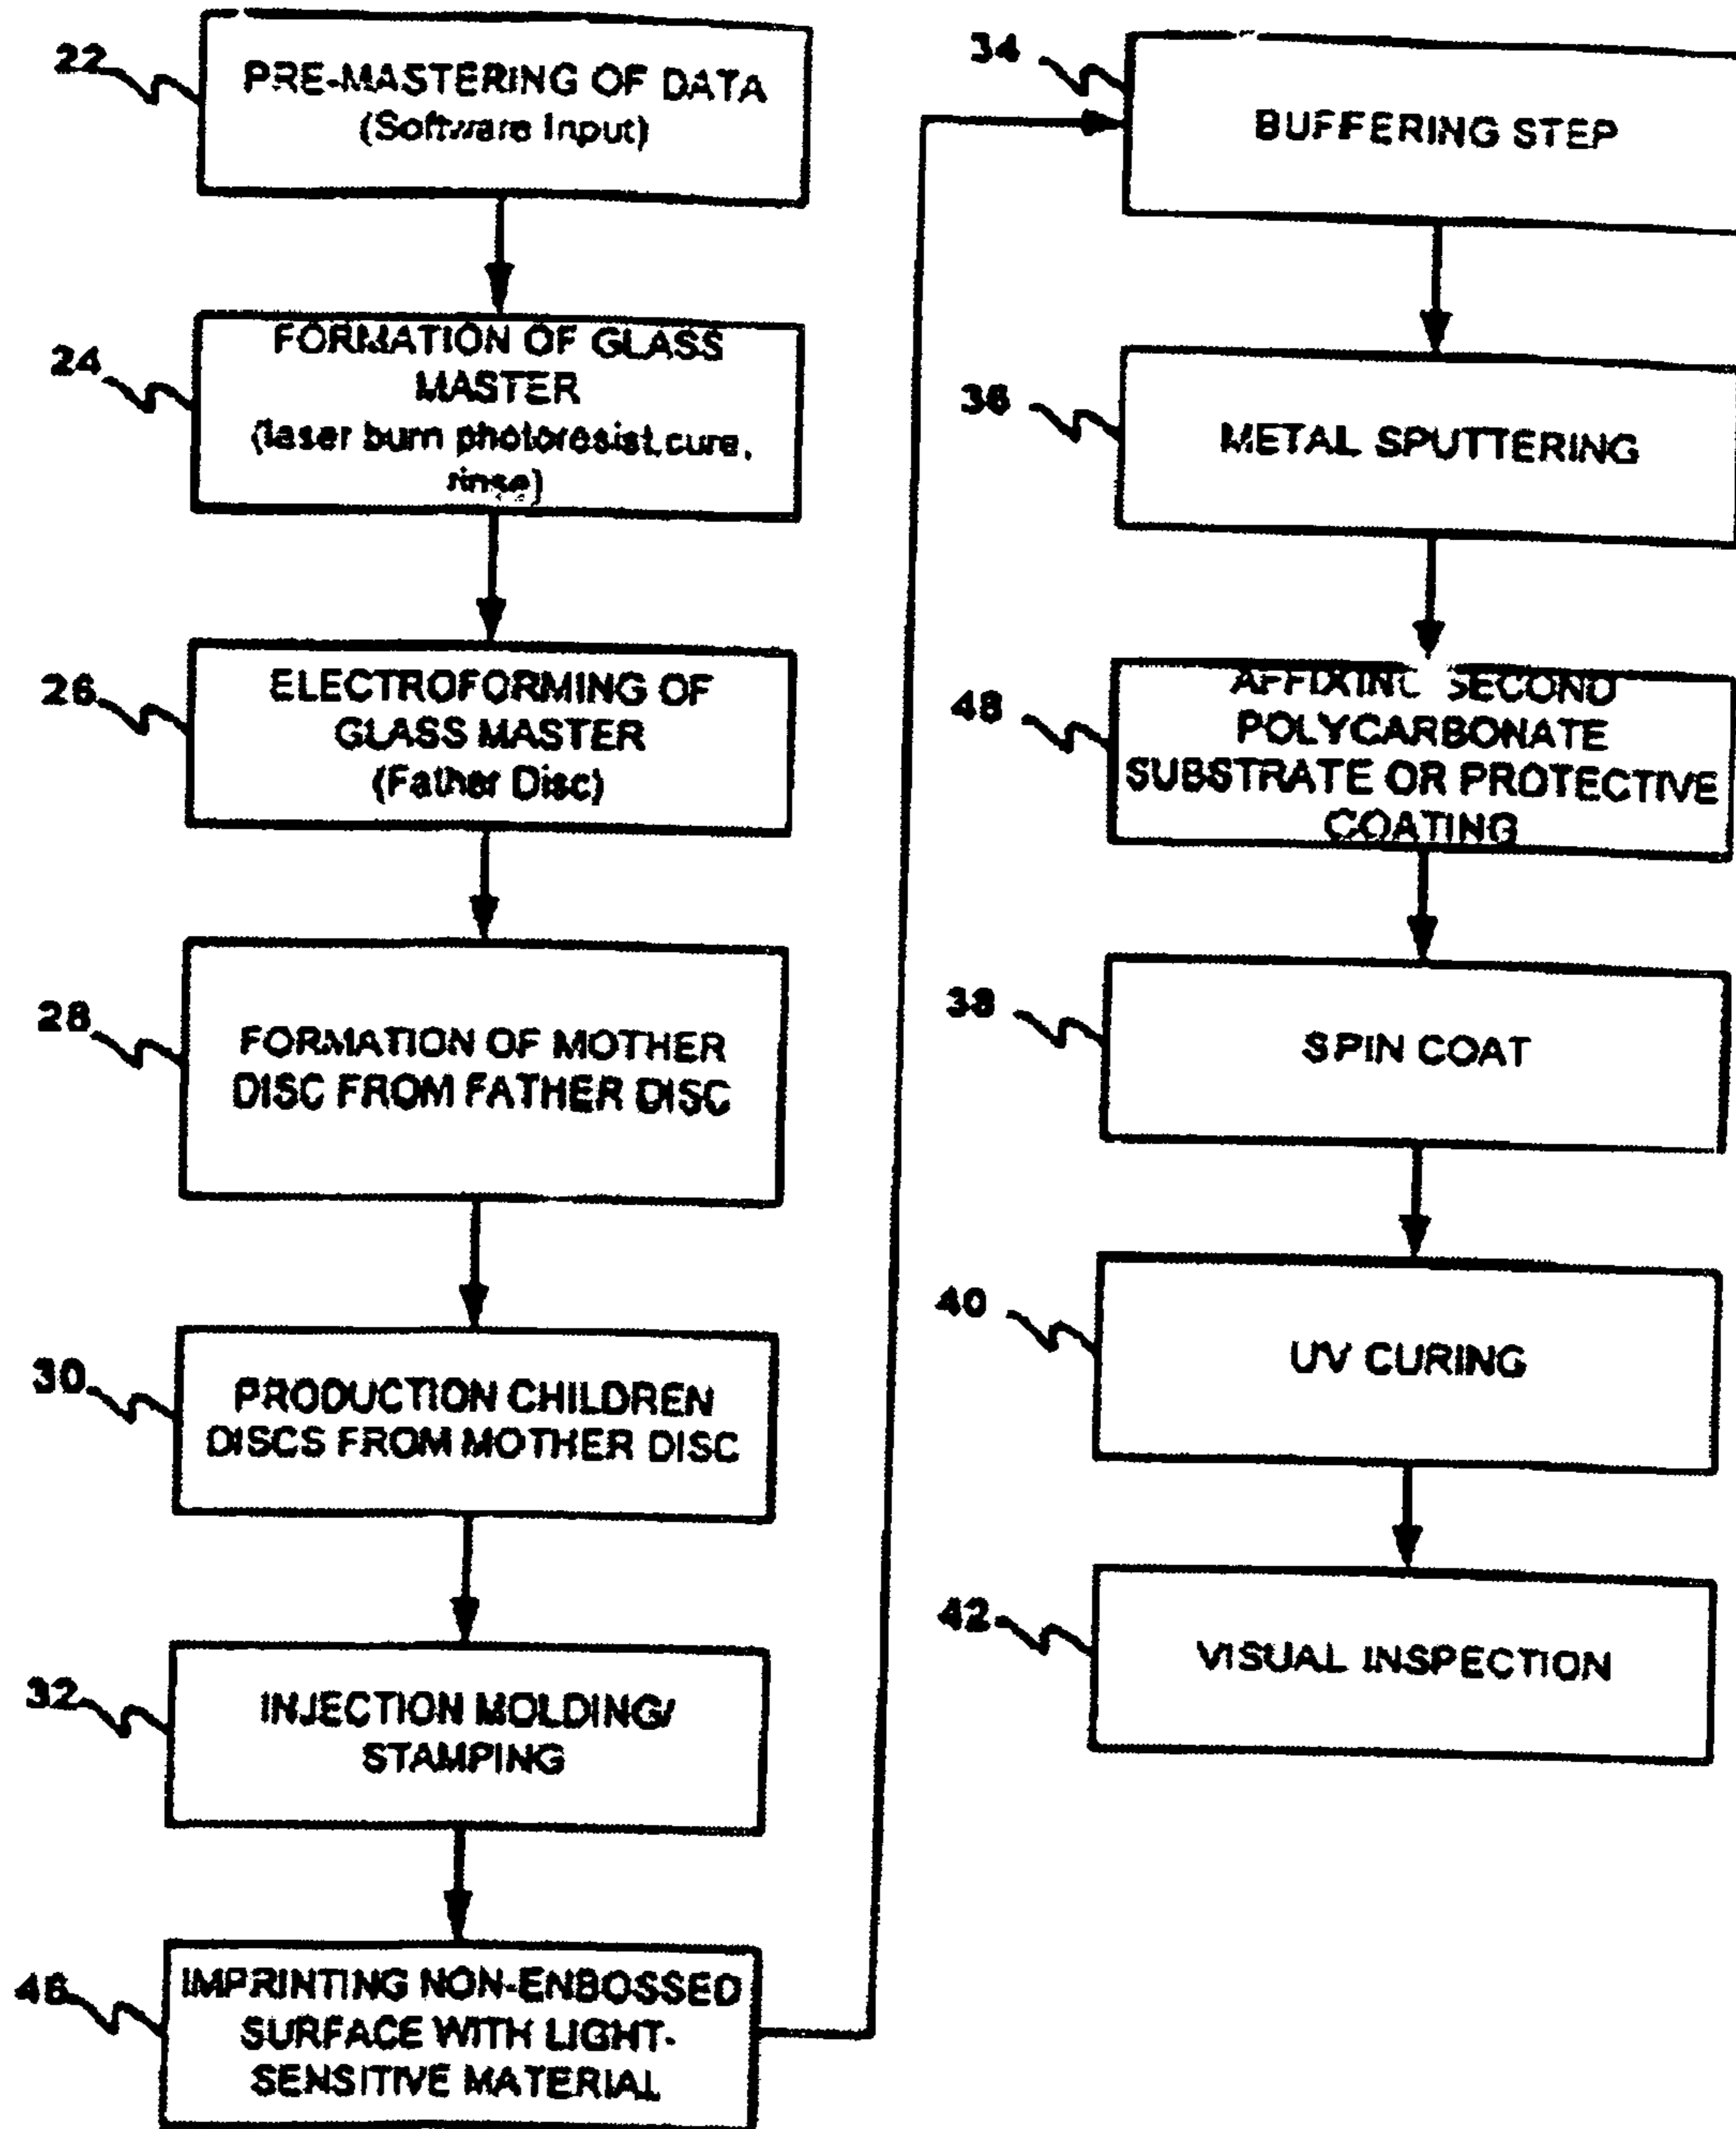 22
PRE-MASTERING OF DATA
(Software Input)
24
FORMATION OF GLASS
MASTER
(laser burn photoresist,cure,
rinse)
26
ELECTROFORMING OF
GLASS MASTER
(Father Disc)
28
FORMATION OF MOTHER
DISC FROM FATHER DISC
30
PRODUCTION CHILDREN
DISCS FROM MOTHER DISC
32
INJECTION MOLDING/
STAMPING
IMPRINTING NON-ENBOSSED
SURFACE WITH LIGHT-
SENSITIVE MATERIAL
34
BUFFERING STEP
36
METAL SPUTTERING
48
AFFIXING SECOND
POLYCARBONATE
SUBSTRATE OR PROTECTIVE
COATING
38
SPIN COAT
40
UV CURING
42
VISUAL INSPECTION